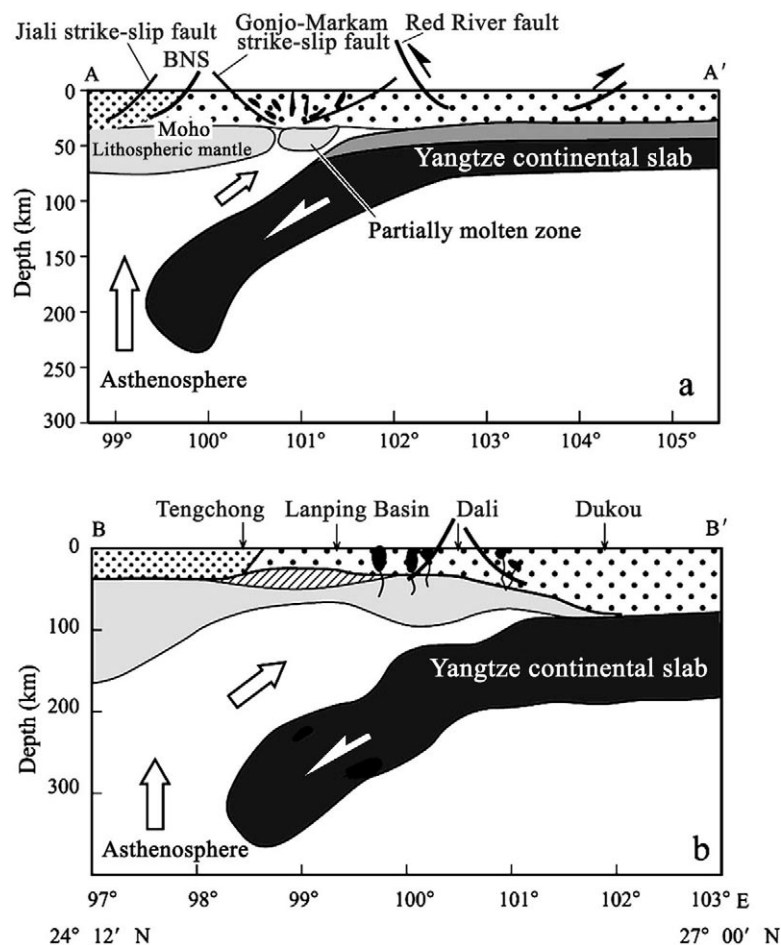 Jiali strike-slip fault
BNS
Gonjo-Markam
strike-slip fault
Red River fault
A
A′
0
50
100
150
200
250
300
Depth (km)
Moho
Lithospheric mantle
Yangtze continental slab
Partially molten zone
Asthenosphere
a
99°
100°
101°
102°
103°
104°
105°
Tengchong
Lanping Basin
Dali
Dukou
B
B′
0
100
200
300
Depth (km)
Yangtze continental slab
Asthenosphere
b
97°
98°
99°
100°
101°
102°
103° E
24° 12′ N
27° 00′ N